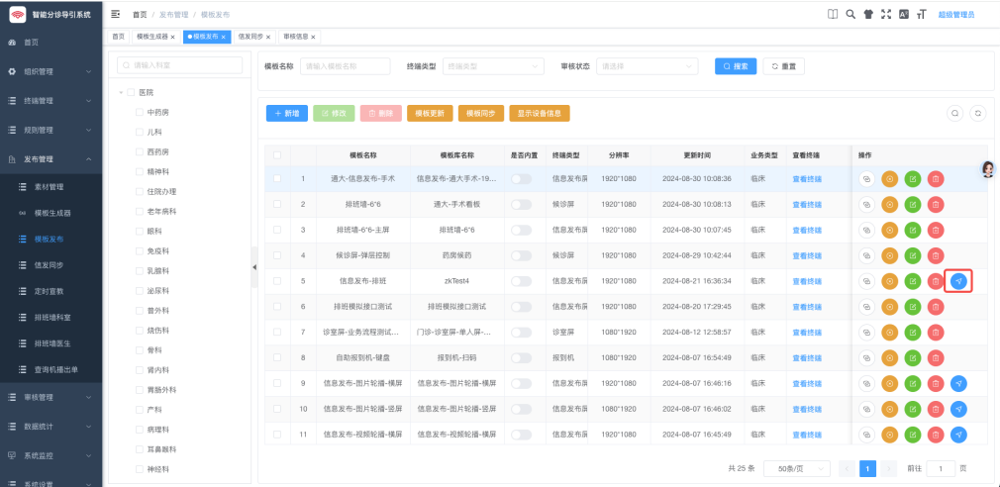 智能分诊导引系统
首页 / 发布管理 / 模板发布
超级管理员
首页 模板生成器 × 模板发布 × 信发同步 × 审核信息 ×
首页
组织管理
终端管理
规则管理
发布管理
素材管理
模板生成器
模板发布
信发同步
定时宣教
排班墙科室
排班墙医生
查询机播出单
审核管理
数据统计
系统监控
系统设置
请输入科室
医院
中药房
儿科
西药房
精神科
住院办理
老年病科
眼科
免疫科
乳腺科
泌尿科
普外科
烧伤科
骨科
肾内科
胃肠外科
产科
病理科
耳鼻喉科
神经科
模板名称 请输入模板名称 终端类型 终端类型 审核状态 请选择 搜索 重置
+ 新增 修改 删除 模板更新 模板同步 显示设备信息
模板名称 模板库名称 是否内置 终端类型 分辨率 更新时间 业务类型 查看终端 操作
1 通大-信息发布-手术 信息发布-通大手术-19... 信息发布屏 1920*1080 2024-08-30 10:08:36 临床 查看终端
2 排班墙-6*6 通大-手术看板 候诊屏 1920*1080 2024-08-30 10:08:13 临床 查看终端
3 排班墙-6*6-主屏 排班墙-6*6 信息发布屏 1920*1080 2024-08-30 10:07:45 临床 查看终端
4 候诊屏-弹层控制 药房候药 候诊屏 1920*1080 2024-08-29 10:42:44 临床 查看终端
5 信息发布-排班 zkTest4 信息发布屏 1920*1080 2024-08-21 16:36:34 临床 查看终端
6 排班模拟接口测试 排班模拟接口测试 信息发布屏 1920*1080 2024-08-20 17:29:45 临床 查看终端
7 诊室屏-业务流程测试... 门诊-诊室屏-单人屏-... 诊室屏 1080*1920 2024-08-12 12:58:57 临床 查看终端
8 自助报到机-键盘 报到机-扫码 报到机 1080*1920 2024-08-07 16:54:49 临床 查看终端
9 信息发布-图片轮播-横屏 信息发布-图片轮播-横屏 信息发布屏 1920*1080 2024-08-07 16:46:16 临床 查看终端
10 信息发布-图片轮播-竖屏 信息发布-图片轮播-竖屏 信息发布屏 1080*1920 2024-08-07 16:46:02 临床 查看终端
11 信息发布-视频轮播-横屏 信息发布-视频轮播-横屏 信息发布屏 1920*1080 2024-08-07 16:45:49 临床 查看终端
共 25 条 50条/页 1 前往 1 页